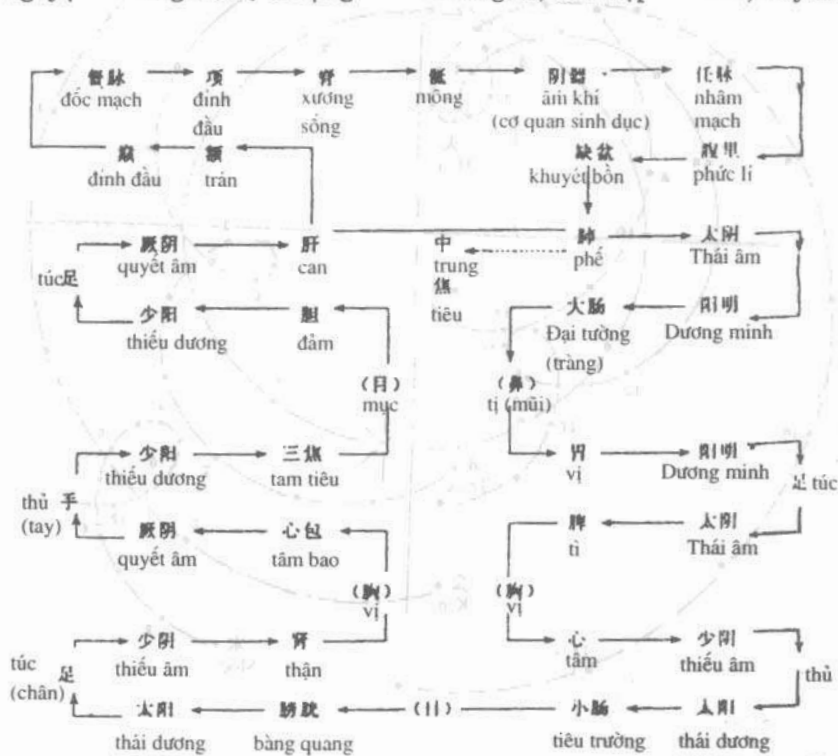 督脉 项 脊 骶 阴器 任脉
đốc mạch đỉnh xương mông âm khí nhâm
đầu sống (cơ quan sinh dục) mạch
巅 额 缺盆 腹里
đỉnh đầu trán khuyết bồn phức lí
厥阴 肝 中 肺 太阴
quyết âm can trung phế Thái âm
túc足 焦
少阳 胆 tiêu 大肠 阳明
thiếu dương đảm Đại tường Dương minh
(tràng)
(目) (鼻)
mục tị (mũi)
少阳 三焦 胃 阳明
thiếu dương tam tiêu vị Dương minh
thủ 手 足 túc
(tay)
厥阴 心包 脾 太阴
quyết âm tâm bao tì Thái âm
(胸) (胸)
vị vị
少阴 肾 心 少阴
thiếu âm thận tâm thiếu âm
túc 足 thủ
(chân)
太阳 膀胱 (目) 小肠 太阳
thái dương bàng quang tiêu trường thái dương